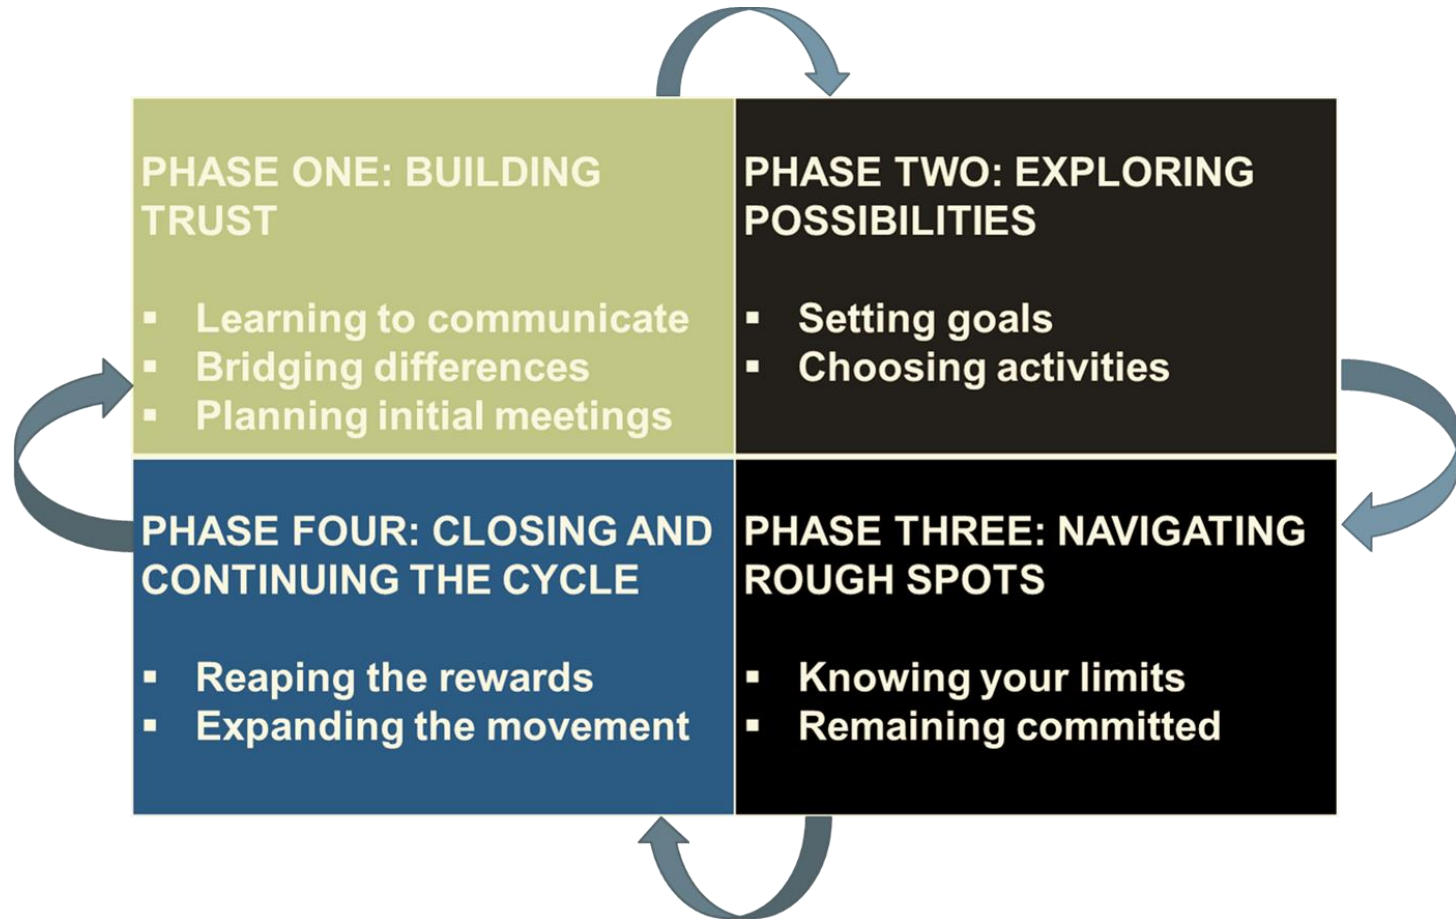 PHASE ONE: BUILDING
TRUST
▪ Learning to communicate
▪ Bridging differences
▪ Planning initial meetings
PHASE TWO: EXPLORING
POSSIBILITIES
▪ Setting goals
▪ Choosing activities
PHASE THREE: NAVIGATING
ROUGH SPOTS
▪ Knowing your limits
▪ Remaining committed
PHASE FOUR: CLOSING AND
CONTINUING THE CYCLE
▪ Reaping the rewards
▪ Expanding the movement